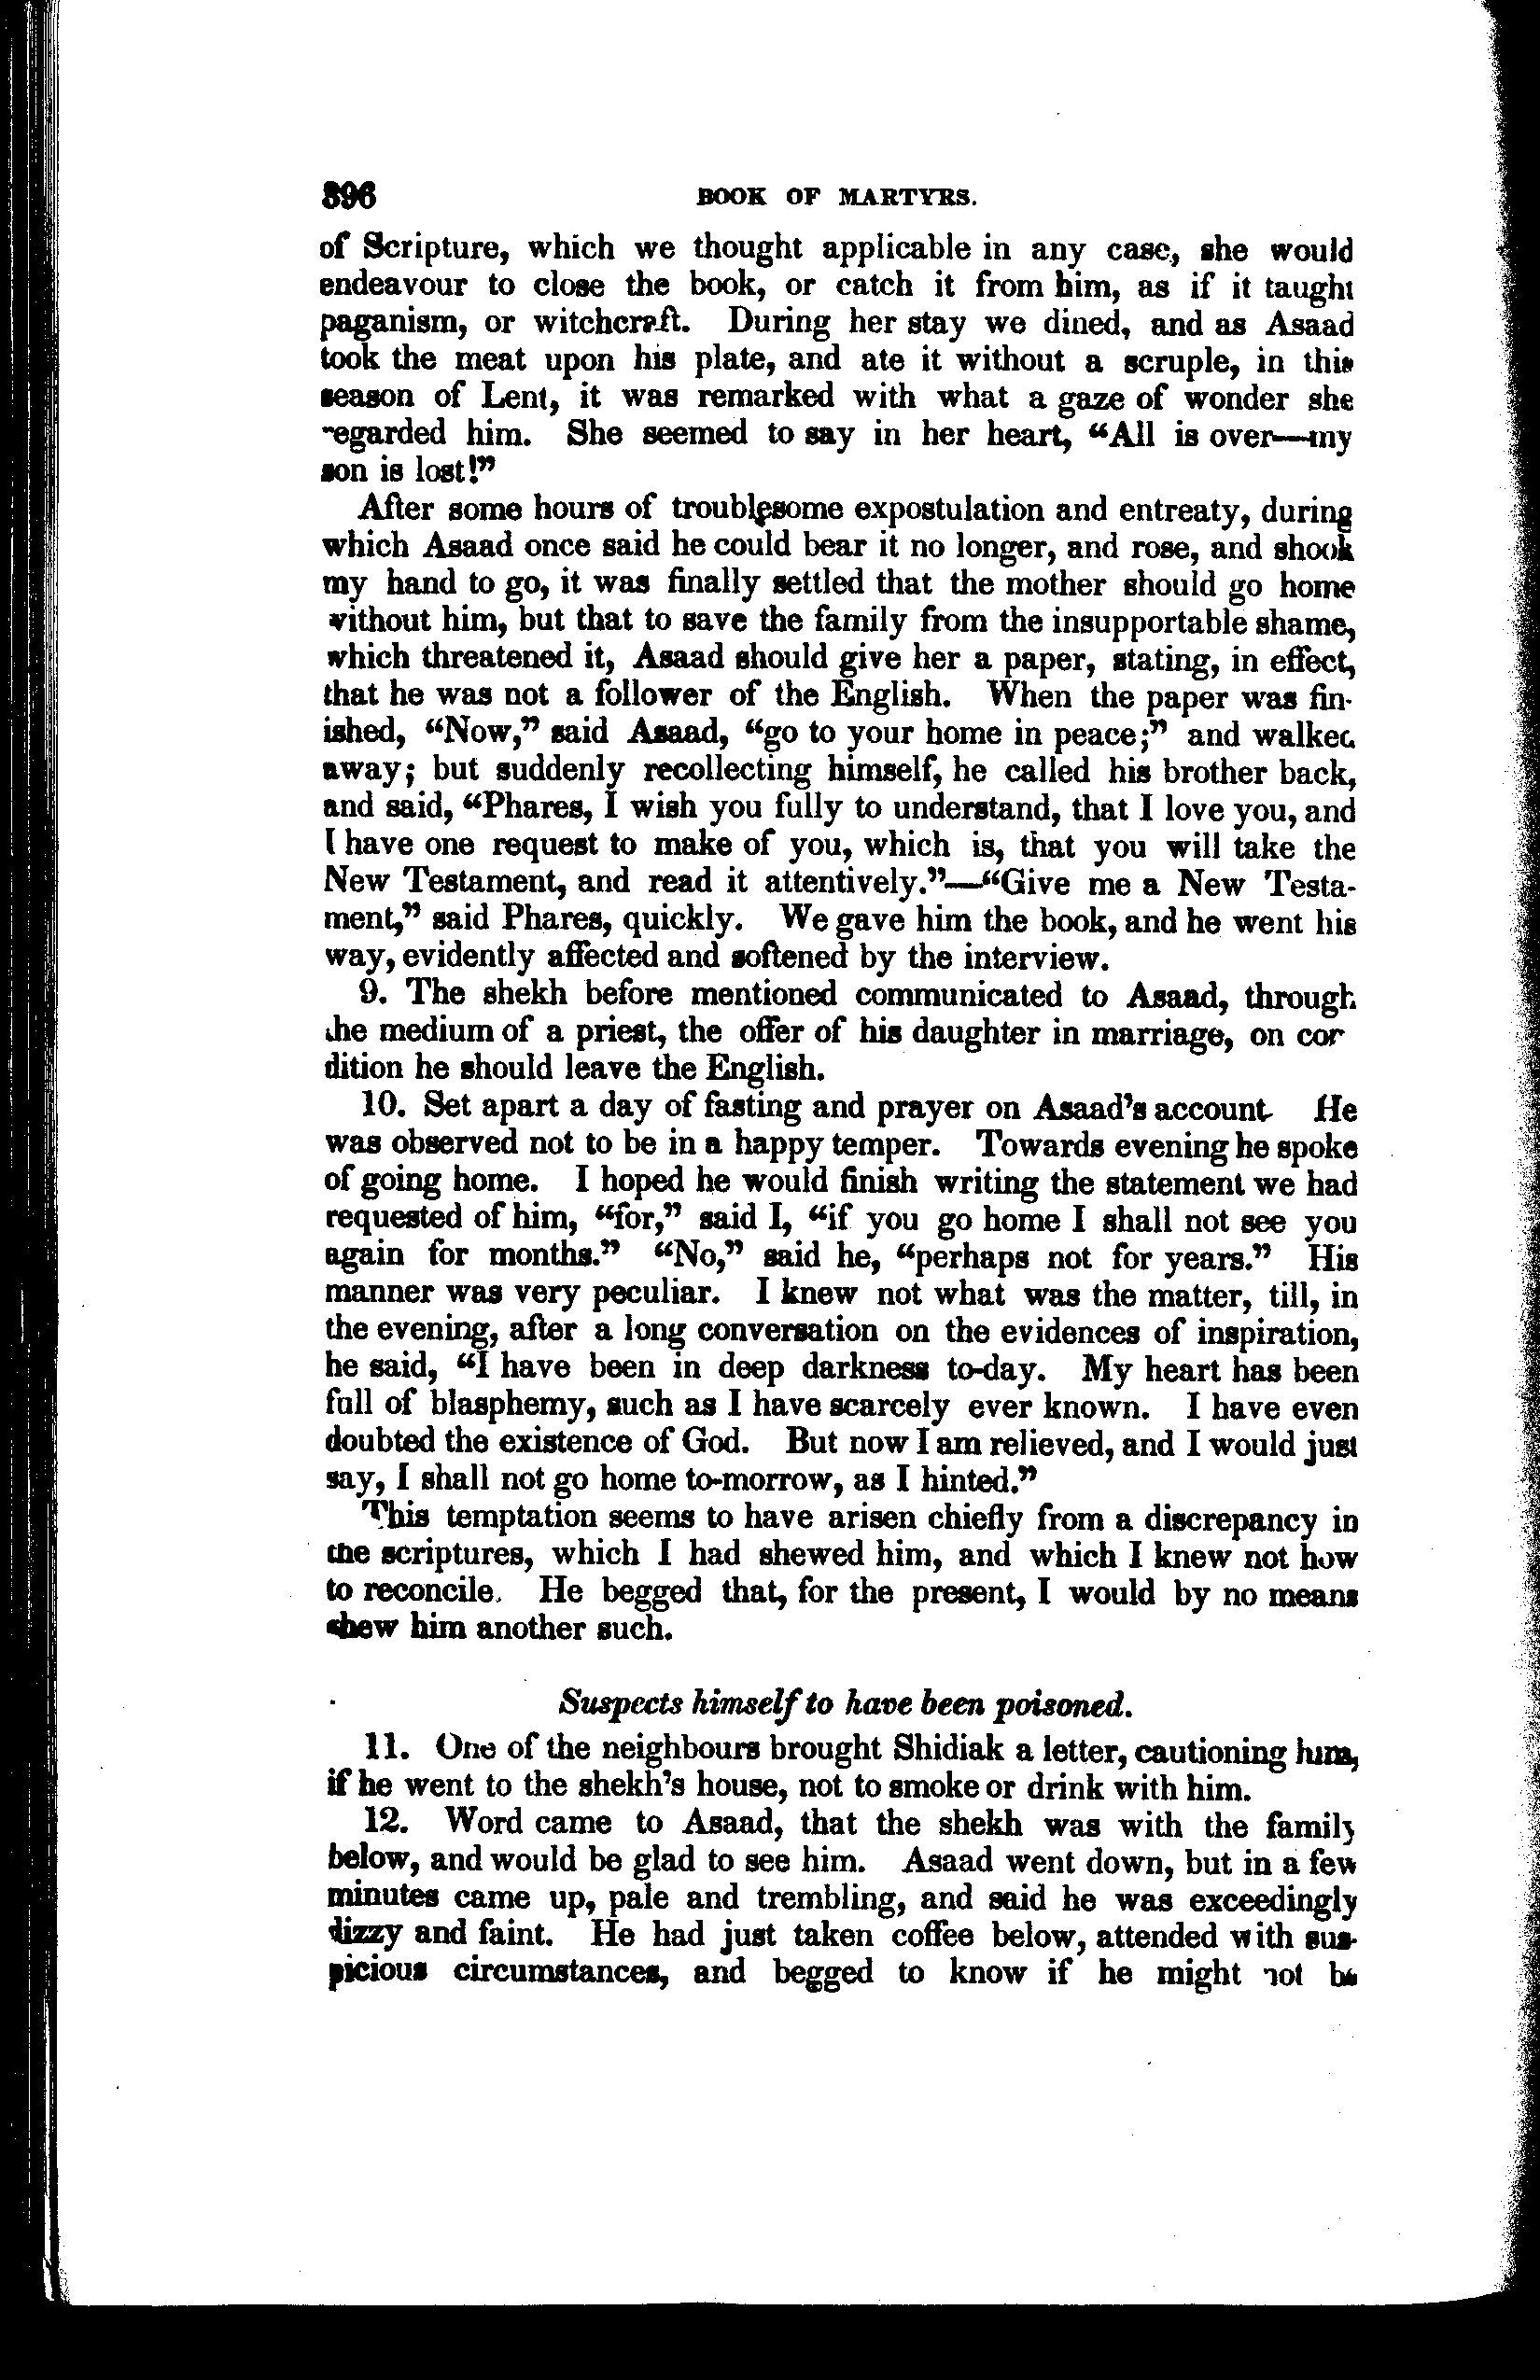 396 BOOK OF MARTYRS.
of Scripture, which we thought applicable in any case, she would
endeavour to close the book, or catch it from him, as if it taught
paganism, or witchcraft. During her stay we dined, and as Asaad
took the meat upon his plate, and ate it without a scruple, in this
season of Lent, it was remarked with what a gaze of wonder she
regarded him. She seemed to say in her heart, “All is over—my
son is lost!”
After some hours of troublesome expostulation and entreaty, during
which Asaad once said he could bear it no longer, and rose, and shook
my hand to go, it was finally settled that the mother should go home
without him, but that to save the family from the insupportable shame,
which threatened it, Asaad should give her a paper, stating, in effect,
that he was not a follower of the English. When the paper was fin-
ished, “Now,” said Asaad, “go to your home in peace;” and walked
away; but suddenly recollecting himself, he called his brother back,
and said, “Phares, I wish you fully to understand, that I love you, and
I have one request to make of you, which is, that you will take the
New Testament, and read it attentively.”—“Give me a New Testa-
ment,” said Phares, quickly. We gave him the book, and he went his
way, evidently affected and softened by the interview.
9. The shekh before mentioned communicated to Asaad, through
the medium of a priest, the offer of his daughter in marriage, on con-
dition he should leave the English.
10. Set apart a day of fasting and prayer on Asaad’s account. He
was observed not to be in a happy temper. Towards evening he spoke
of going home. I hoped he would finish writing the statement we had
requested of him, “for,” said I, “if you go home I shall not see you
again for months.” “No,” said he, “perhaps not for years.” His
manner was very peculiar. I knew not what was the matter, till, in
the evening, after a long conversation on the evidences of inspiration,
he said, “I have been in deep darkness to-day. My heart has been
full of blasphemy, such as I have scarcely ever known. I have even
doubted the existence of God. But now I am relieved, and I would just
say, I shall not go home to-morrow, as I hinted.”
This temptation seems to have arisen chiefly from a discrepancy in
the scriptures, which I had shewed him, and which I knew not how
to reconcile. He begged that, for the present, I would by no means
shew him another such.
Suspects himself to have been poisoned.
11. One of the neighbours brought Shidiak a letter, cautioning him,
if he went to the shekh’s house, not to smoke or drink with him.
12. Word came to Asaad, that the shekh was with the family
below, and would be glad to see him. Asaad went down, but in a few
minutes came up, pale and trembling, and said he was exceedingly
dizzy and faint. He had just taken coffee below, attended with sus-
picious circumstances, and begged to know if he might not be